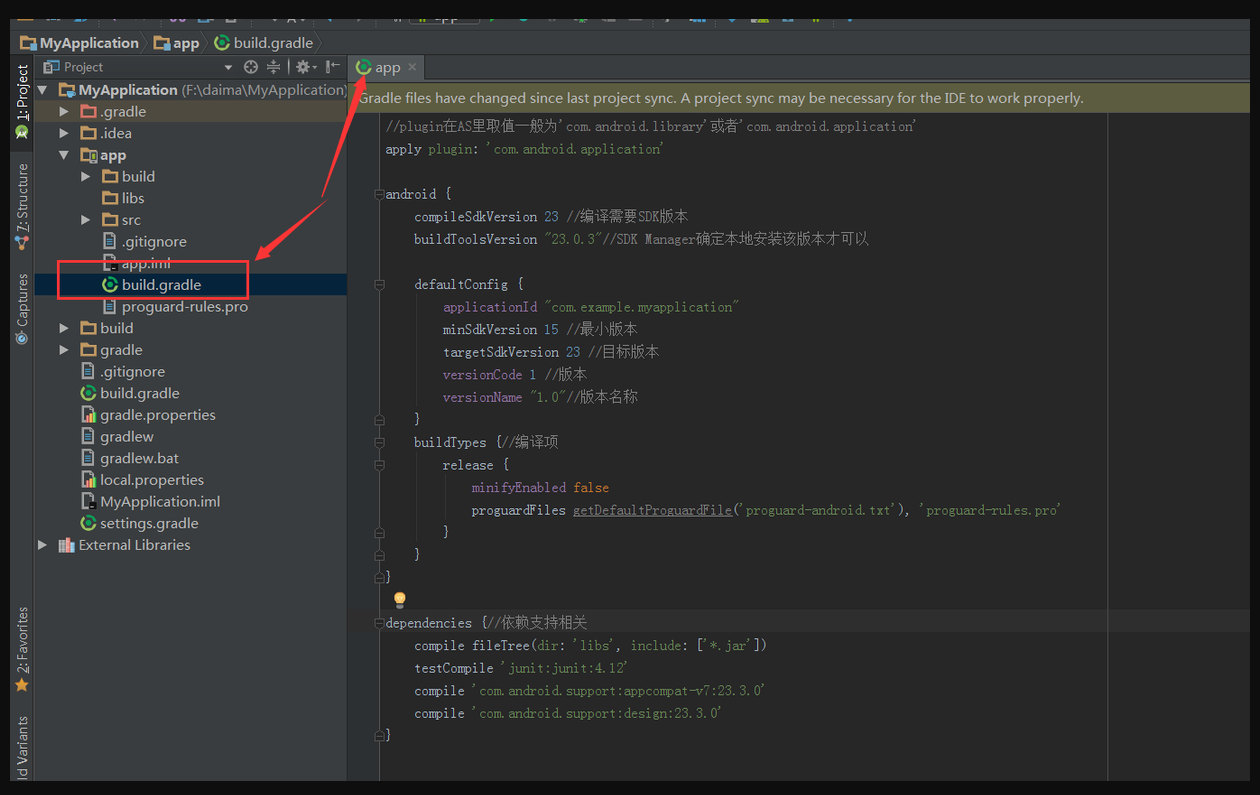 MyApplication app build.gradle
Project
app
1: Project
MyApplication (F:\daima\MyApplication)
.gradle
.idea
app
build
libs
src
.gitignore
app.iml
build.gradle
proguard-rules.pro
build
gradle
.gitignore
build.gradle
gradle.properties
gradlew
gradlew.bat
local.properties
MyApplication.iml
settings.gradle
External Libraries
Z: Structure
Captures
2: Favorites
ld Variants
Gradle files have changed since last project sync. A project sync may be necessary for the IDE to work properly.
//plugin在AS里取值一般为'com.android.library'或者'com.android.application'
apply plugin: 'com.android.application'
android {
compileSdkVersion 23 //编译需要SDK版本
buildToolsVersion "23.0.3"//SDK Manager确定本地安装该版本才可以
defaultConfig {
applicationId "com.example.myapplication"
minSdkVersion 15 //最小版本
targetSdkVersion 23 //目标版本
versionCode 1 //版本
versionName "1.0"//版本名称
}
buildTypes {//编译项
release {
minifyEnabled false
proguardFiles getDefaultProguardFile('proguard-android.txt'), 'proguard-rules.pro'
}
}
}
dependencies {//依赖支持相关
compile fileTree(dir: 'libs', include: ['*.jar'])
testCompile 'junit:junit:4.12'
compile 'com.android.support:appcompat-v7:23.3.0'
compile 'com.android.support:design:23.3.0'
}